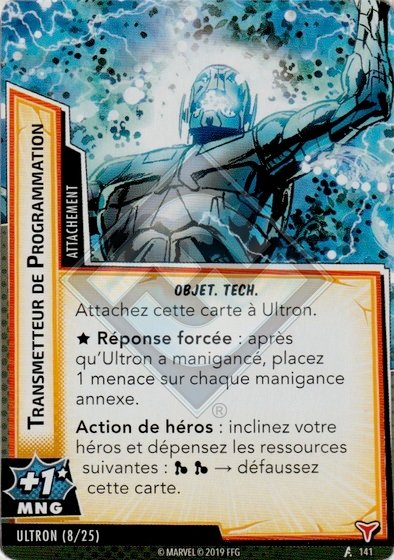 TRANSMETTEUR DE PROGRAMMATION
ATTACHEMENT
OBJET. TECH.
Attachez cette carte à Ultron.
★ Réponse forcée : après
qu'Ultron a manigancé, placez
1 menace sur chaque manigance
annexe.
Action de héros : inclinez votre
héros et dépensez les ressources
suivantes : → défaussez
cette carte.
+1★
MNG
ULTRON (8/25)
© MARVEL © 2019 FFG
141
®